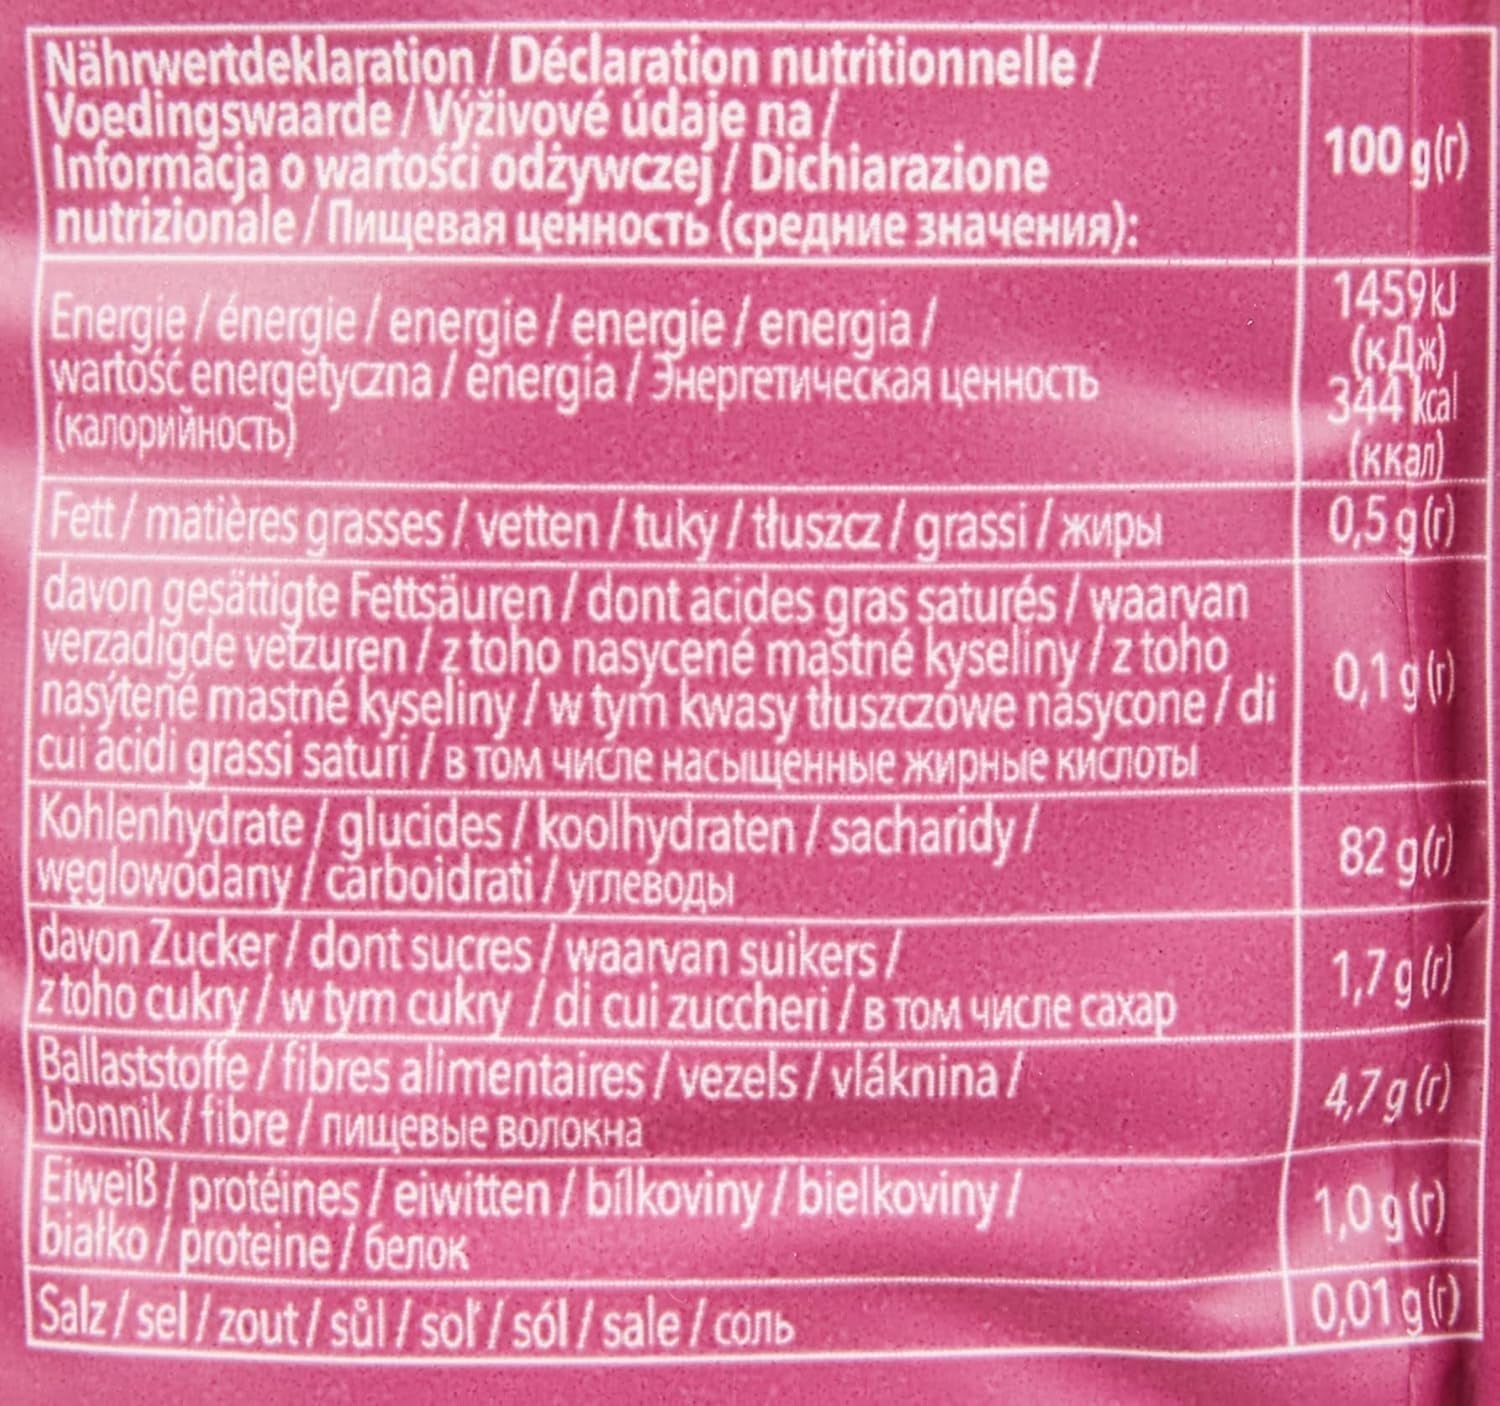 Nährwertdeklaration / Déclaration nutritionnelle /
Voedingswaarde / Výživové údaje na /
Informacja o wartości odżywczej / Dichiarazione
nutrizionale / Пищевая ценность (средние значения):
100 g (г)
Energie / énergie / energie / energie / energia /
wartość energetyczna / energia / Энергетическая ценность
(калорийность)
1459 kJ
(кДж)
344 kcal
(ккал)
Fett / matières grasses / vetten / tuky / tłuszcz / grassi / жиры
0,5 g (г)
davon gesättigte Fettsäuren / dont acides gras saturés / waarvan
verzadigde vetzuren / z toho nasycené mastné kyseliny / z toho
nasýtené mastné kyseliny / w tym kwasy tłuszczowe nasycone / di
cui acidi grassi saturi / в том числе насыщенные жирные кислоты
0,1 g (г)
Kohlenhydrate / glucides / koolhydraten / sacharidy /
węglowodany / carboidrati / углеводы
82 g (г)
davon Zucker / dont sucres / waarvan suikers /
z toho cukry / w tym cukry / di cui zuccheri / в том числе сахар
1,7 g (г)
Ballaststoffe / fibres alimentaires / vezels / vláknina /
błonnik / fibre / пищевые волокна
4,7 g (г)
Eiweiß / protéines / eiwitten / bílkoviny / bielkoviny /
białko / proteine / белок
1,0 g (г)
Salz / sel / zout / sůl / soľ / sól / sale / соль
0,01 g (г)